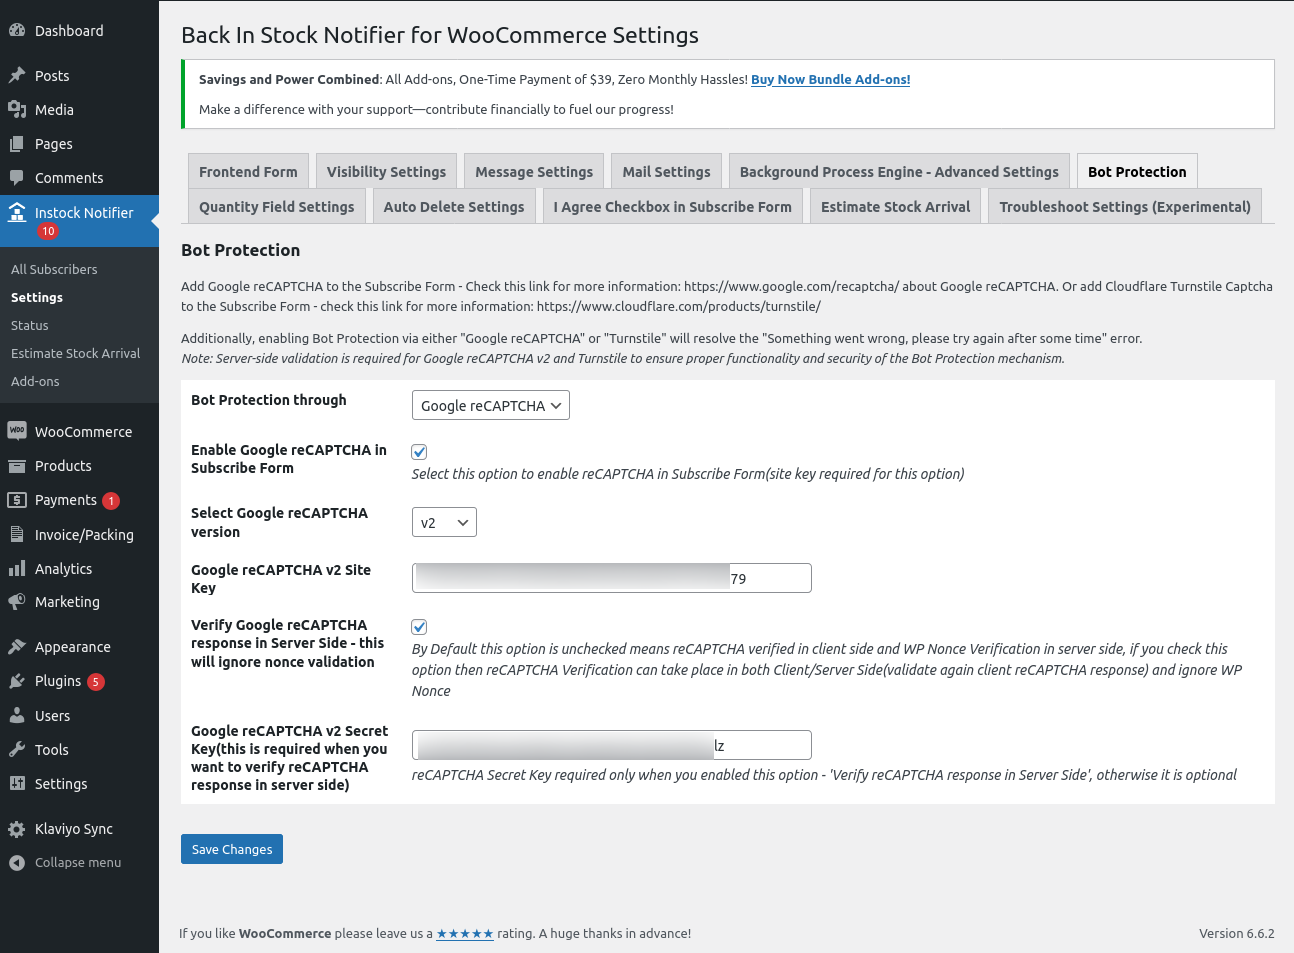 Dashboard
Posts
Media
Pages
Comments
Instock Notifier
10
All Subscribers
Settings
Status
Estimate Stock Arrival
Add-ons
WOO
WooCommerce
Products
Payments 1
Invoice/Packing
Analytics
Marketing
Appearance
Plugins 5
Users
Tools
Settings
Klaviyo Sync
Collapse menu
Back In Stock Notifier for WooCommerce Settings
Savings and Power Combined: All Add-ons, One-Time Payment of $39, Zero Monthly Hassles! Buy Now Bundle Add-ons!
Make a difference with your support—contribute financially to fuel our progress!
Frontend Form Visibility Settings Message Settings Mail Settings Background Process Engine - Advanced Settings Bot Protection
Quantity Field Settings Auto Delete Settings I Agree Checkbox in Subscribe Form Estimate Stock Arrival Troubleshoot Settings (Experimental)
Bot Protection
Add Google reCAPTCHA to the Subscribe Form - Check this link for more information: https://www.google.com/recaptcha/ about Google reCAPTCHA. Or add Cloudflare Turnstile Captcha
to the Subscribe Form - check this link for more information: https://www.cloudflare.com/products/turnstile/
Additionally, enabling Bot Protection via either "Google reCAPTCHA" or "Turnstile" will resolve the "Something went wrong, please try again after some time" error.
Note: Server-side validation is required for Google reCAPTCHA v2 and Turnstile to ensure proper functionality and security of the Bot Protection mechanism.
Bot Protection through
Google reCAPTCHA
Enable Google reCAPTCHA in
Subscribe Form
Select this option to enable reCAPTCHA in Subscribe Form(site key required for this option)
Select Google reCAPTCHA
version
v2
Google reCAPTCHA v2 Site
Key
79
Verify Google reCAPTCHA
response in Server Side - this
will ignore nonce validation
By Default this option is unchecked means reCAPTCHA verified in client side and WP Nonce Verification in server side, if you check this
option then reCAPTCHA Verification can take place in both Client/Server Side(validate again client reCAPTCHA response) and ignore WP
Nonce
Google reCAPTCHA v2 Secret
Key(this is required when you
want to verify reCAPTCHA
response in server side)
lz
reCAPTCHA Secret Key required only when you enabled this option - 'Verify reCAPTCHA response in Server Side', otherwise it is optional
Save Changes
If you like WooCommerce please leave us a ★★★★★ rating. A huge thanks in advance!
Version 6.6.2